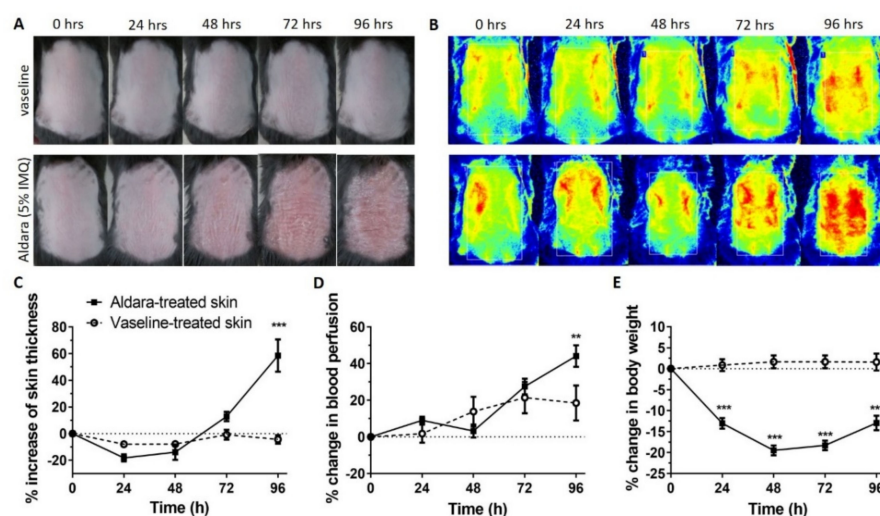 A
0 hrs 24 hrs 48 hrs 72 hrs 96 hrs
vaseline
Aldara (5% IMQ)
B
0 hrs 24 hrs 48 hrs 72 hrs 96 hrs
C
% increase of skin thickness
80
60
40
20
0
-20
Aldara-treated skin
Vaseline-treated skin
***
0 24 48 72 96
Time (h)
D
% change in blood perfusion
60
40
20
0
-20
**
0 24 48 72 96
Time (h)
E
% change in body weight
10
5
0
-5
-10
-15
-20
-25
***
***
***
***
0 24 48 72 96
Time (h)